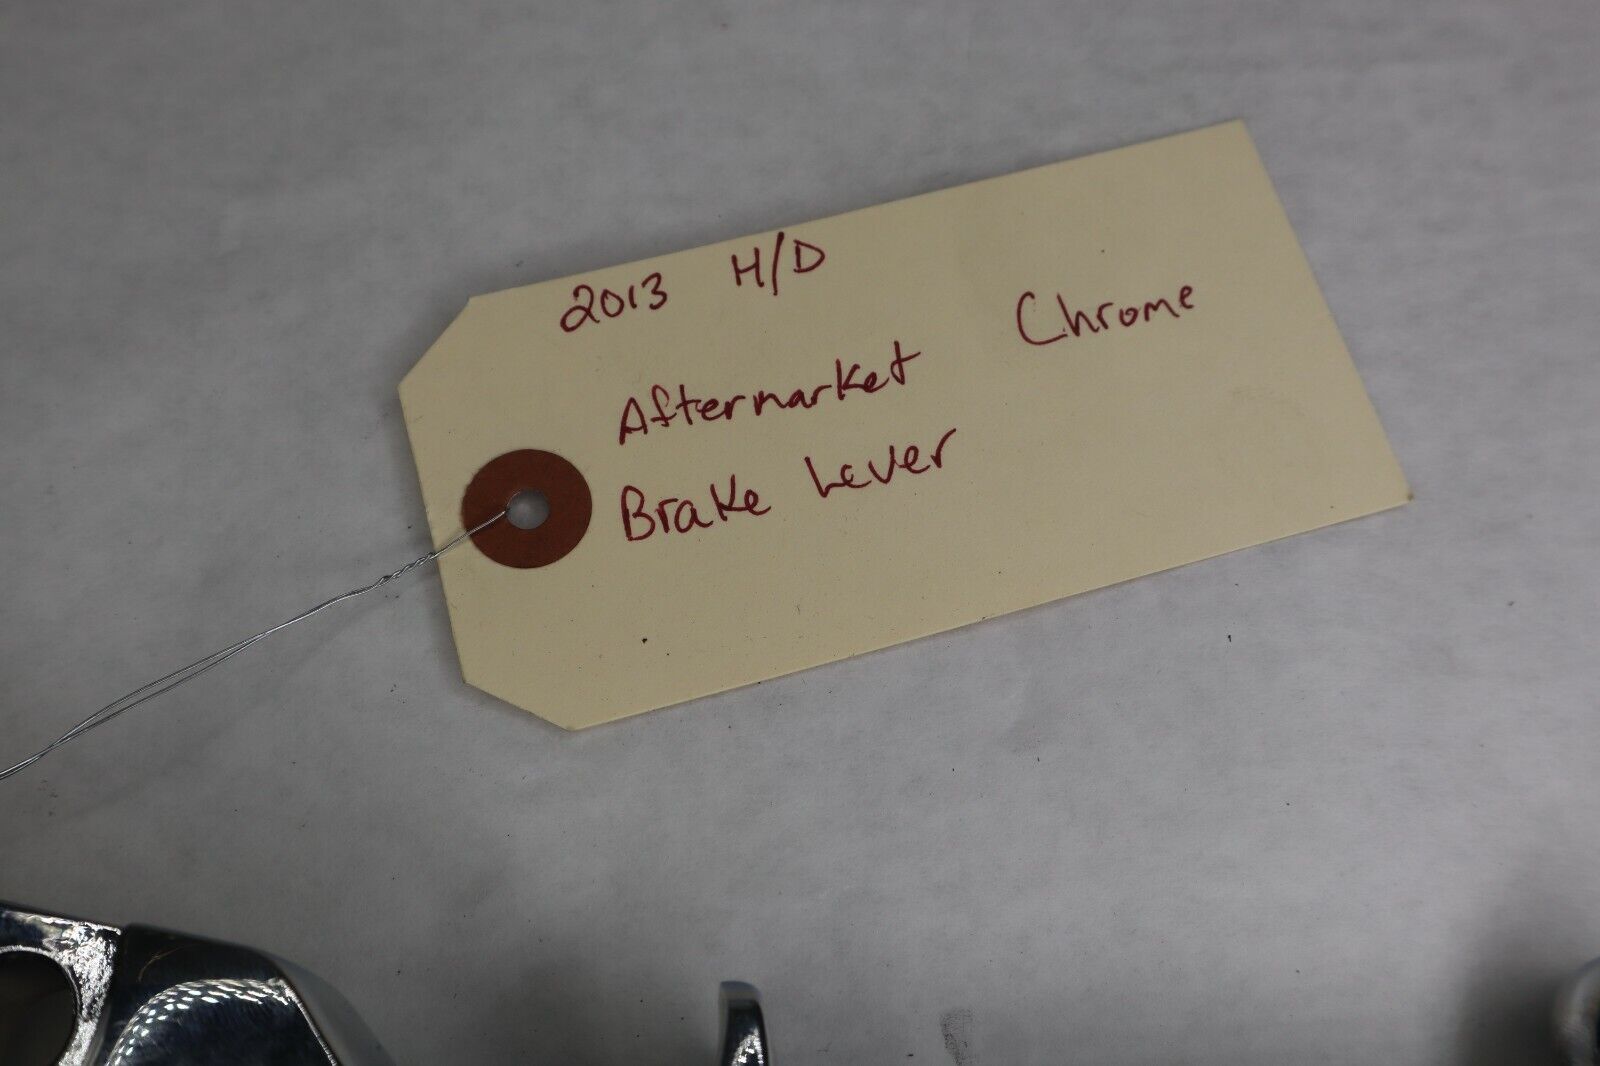 2013 H/D
Aftermarket Chrome
Brake Lever